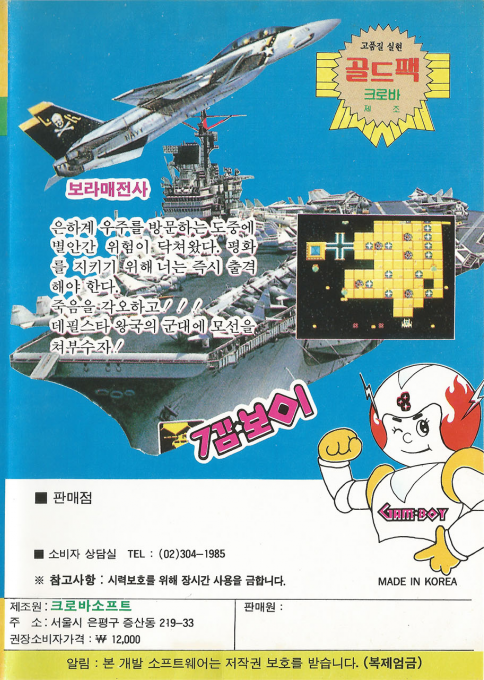 고품질 실현
골드팩
크로바
제 조
NAVY
보라매전사
은하계 우주를 방문하는 도중에
별안간 위험이 닥쳐왔다. 평화
를 지키기 위해 너는 즉시 출격
해야 한다.
죽음을 각오하고!!!
데필스타 왕국의 군대에 모선을
쳐부수자!
겜·보이
GAM★BOY
■ 판매점
■ 소비자 상담실 TEL : (02)304-1985
※ 참고사항 : 시력보호를 위해 장시간 사용을 금합니다.
MADE IN KOREA
제조원 : 크로바소프트
판매원 :
주 소 : 서울시 은평구 증산동 219-33
권장소비자가격 : ₩ 12,000
알림 : 본 개발 소프트웨어는 저작권 보호를 받습니다. (복제엄금)